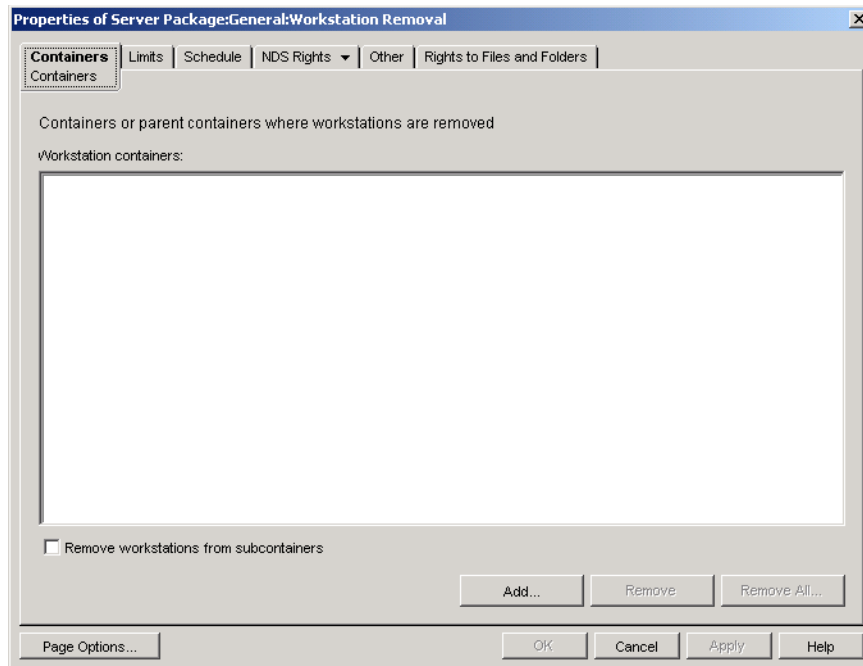 Properties of Server Package:General:Workstation Removal
Containers Limits Schedule NDS Rights Other Rights to Files and Folders
Containers
Containers or parent containers where workstations are removed
Workstation containers:
Remove workstations from subcontainers
Add... Remove Remove All...
Page Options... OK Cancel Apply Help